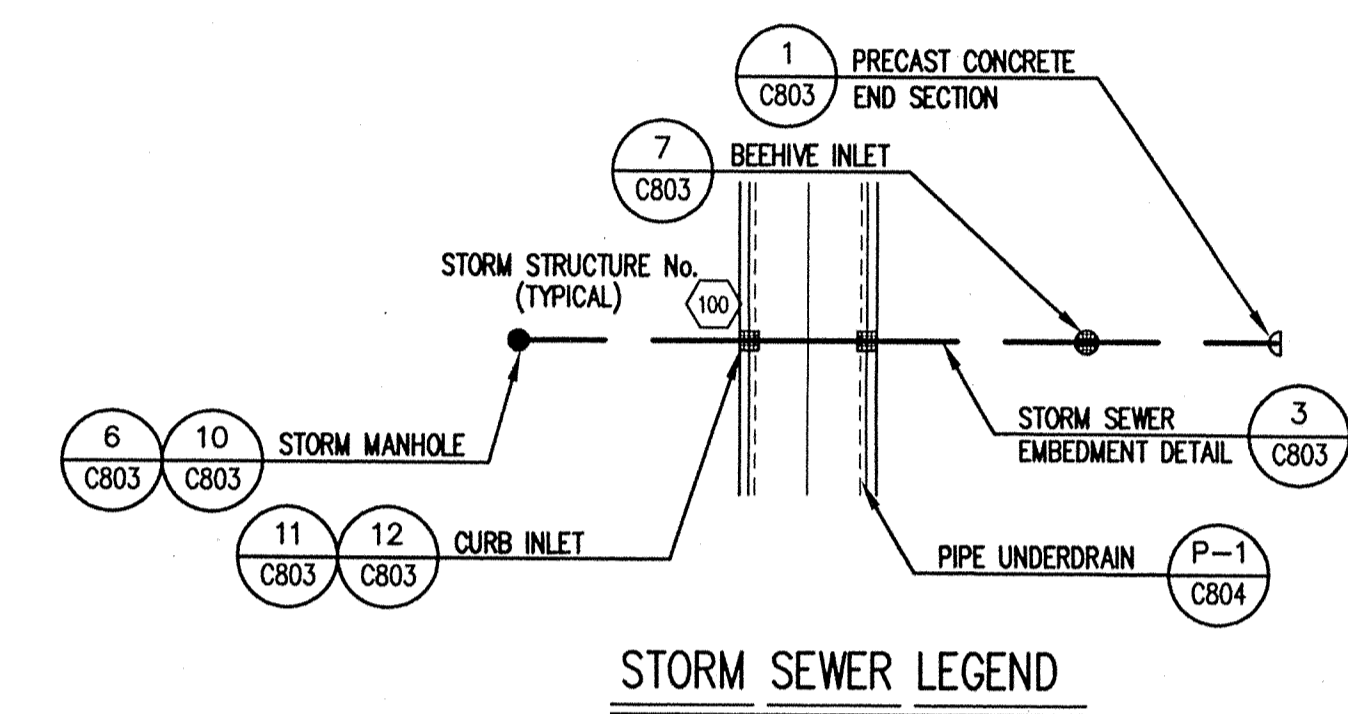 1
C803
PRECAST CONCRETE
END SECTION
7
C803
BEEHIVE INLET
STORM STRUCTURE No.
(TYPICAL)
100
6
C803
10
C803
STORM MANHOLE
STORM SEWER
EMBEDMENT DETAIL
3
C803
11
C803
12
C803
CURB INLET
PIPE UNDERDRAIN
P-1
C804
STORM SEWER LEGEND